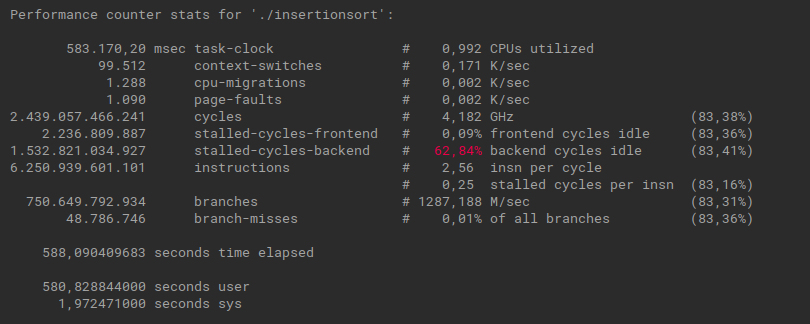 Performance counter stats for './insertionsort':
583.170,20 msec task-clock # 0,992 CPUs utilized
99.512 context-switches # 0,171 K/sec
1.288 cpu-migrations # 0,002 K/sec
1.090 page-faults # 0,002 K/sec
2.439.057.466.241 cycles # 4,182 GHz (83,38%)
2.236.809.887 stalled-cycles-frontend # 0,09% frontend cycles idle (83,36%)
1.532.821.034.927 stalled-cycles-backend # 62,84% backend cycles idle (83,41%)
6.250.939.601.101 instructions # 2,56 insn per cycle
# 0,25 stalled cycles per insn (83,16%)
750.649.792.934 branches # 1287,188 M/sec (83,31%)
48.786.746 branch-misses # 0,01% of all branches (83,36%)
588,090409683 seconds time elapsed
580,828844000 seconds user
1,972471000 seconds sys